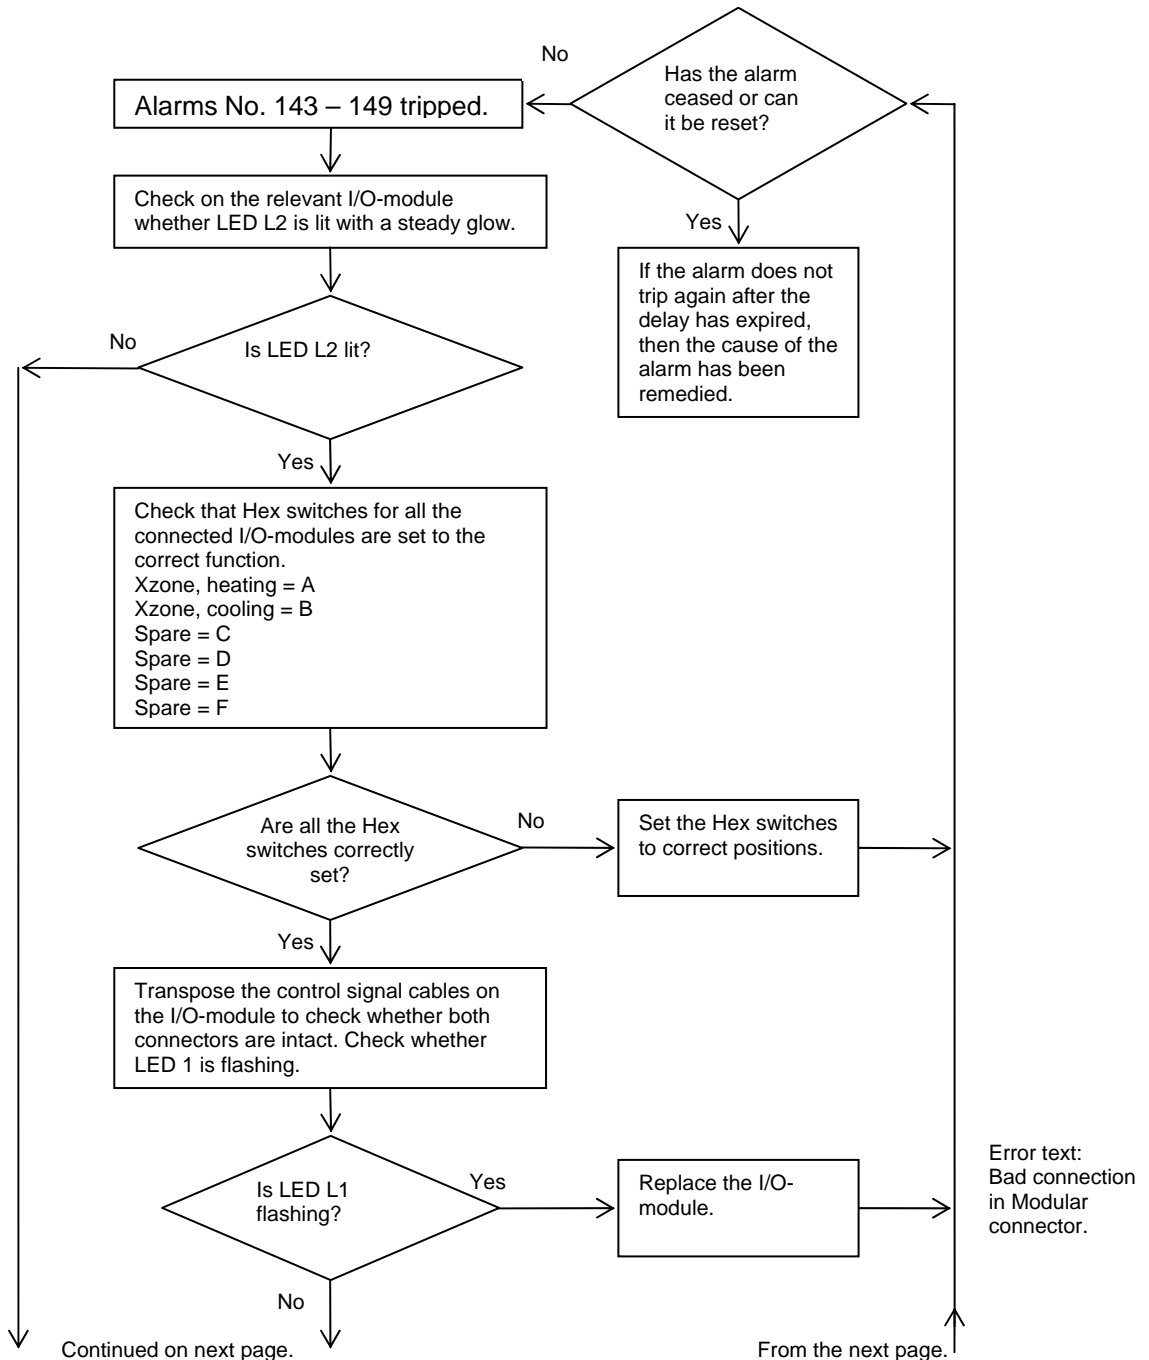 No
Has the alarm
ceased or can
it be reset?
Alarms No. 143 – 149 tripped.
Check on the relevant I/O-module
whether LED L2 is lit with a steady glow.
Yes
If the alarm does not
trip again after the
delay has expired,
then the cause of the
alarm has been
remedied.
No
Is LED L2 lit?
Yes
Check that Hex switches for all the
connected I/O-modules are set to the
correct function.
Xzone, heating = A
Xzone, cooling = B
Spare = C
Spare = D
Spare = E
Spare = F
Are all the Hex
switches correctly
set?
No
Set the Hex switches
to correct positions.
Yes
Transpose the control signal cables on
the I/O-module to check whether both
connectors are intact. Check whether
LED 1 is flashing.
Is LED L1
flashing?
Yes
Replace the I/O-
module.
Error text:
Bad connection
in Modular
connector.
No
Continued on next page.
From the next page.